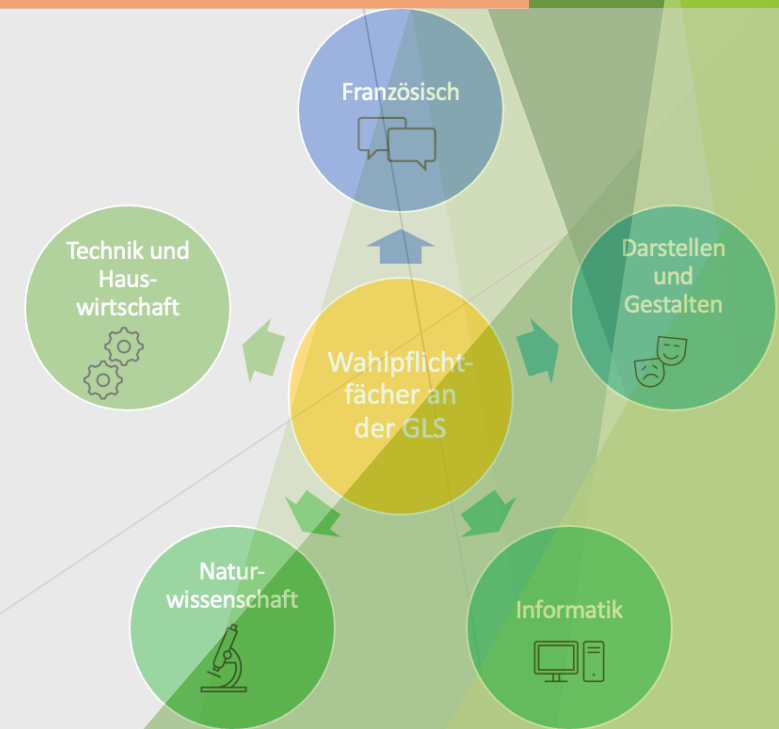 Französisch
Technik und
Haus-
wirtschaft
Darstellen
und
Gestalten
Wahlpflicht-
fächer an
der GLS
Natur-
wissenschaft
Informatik